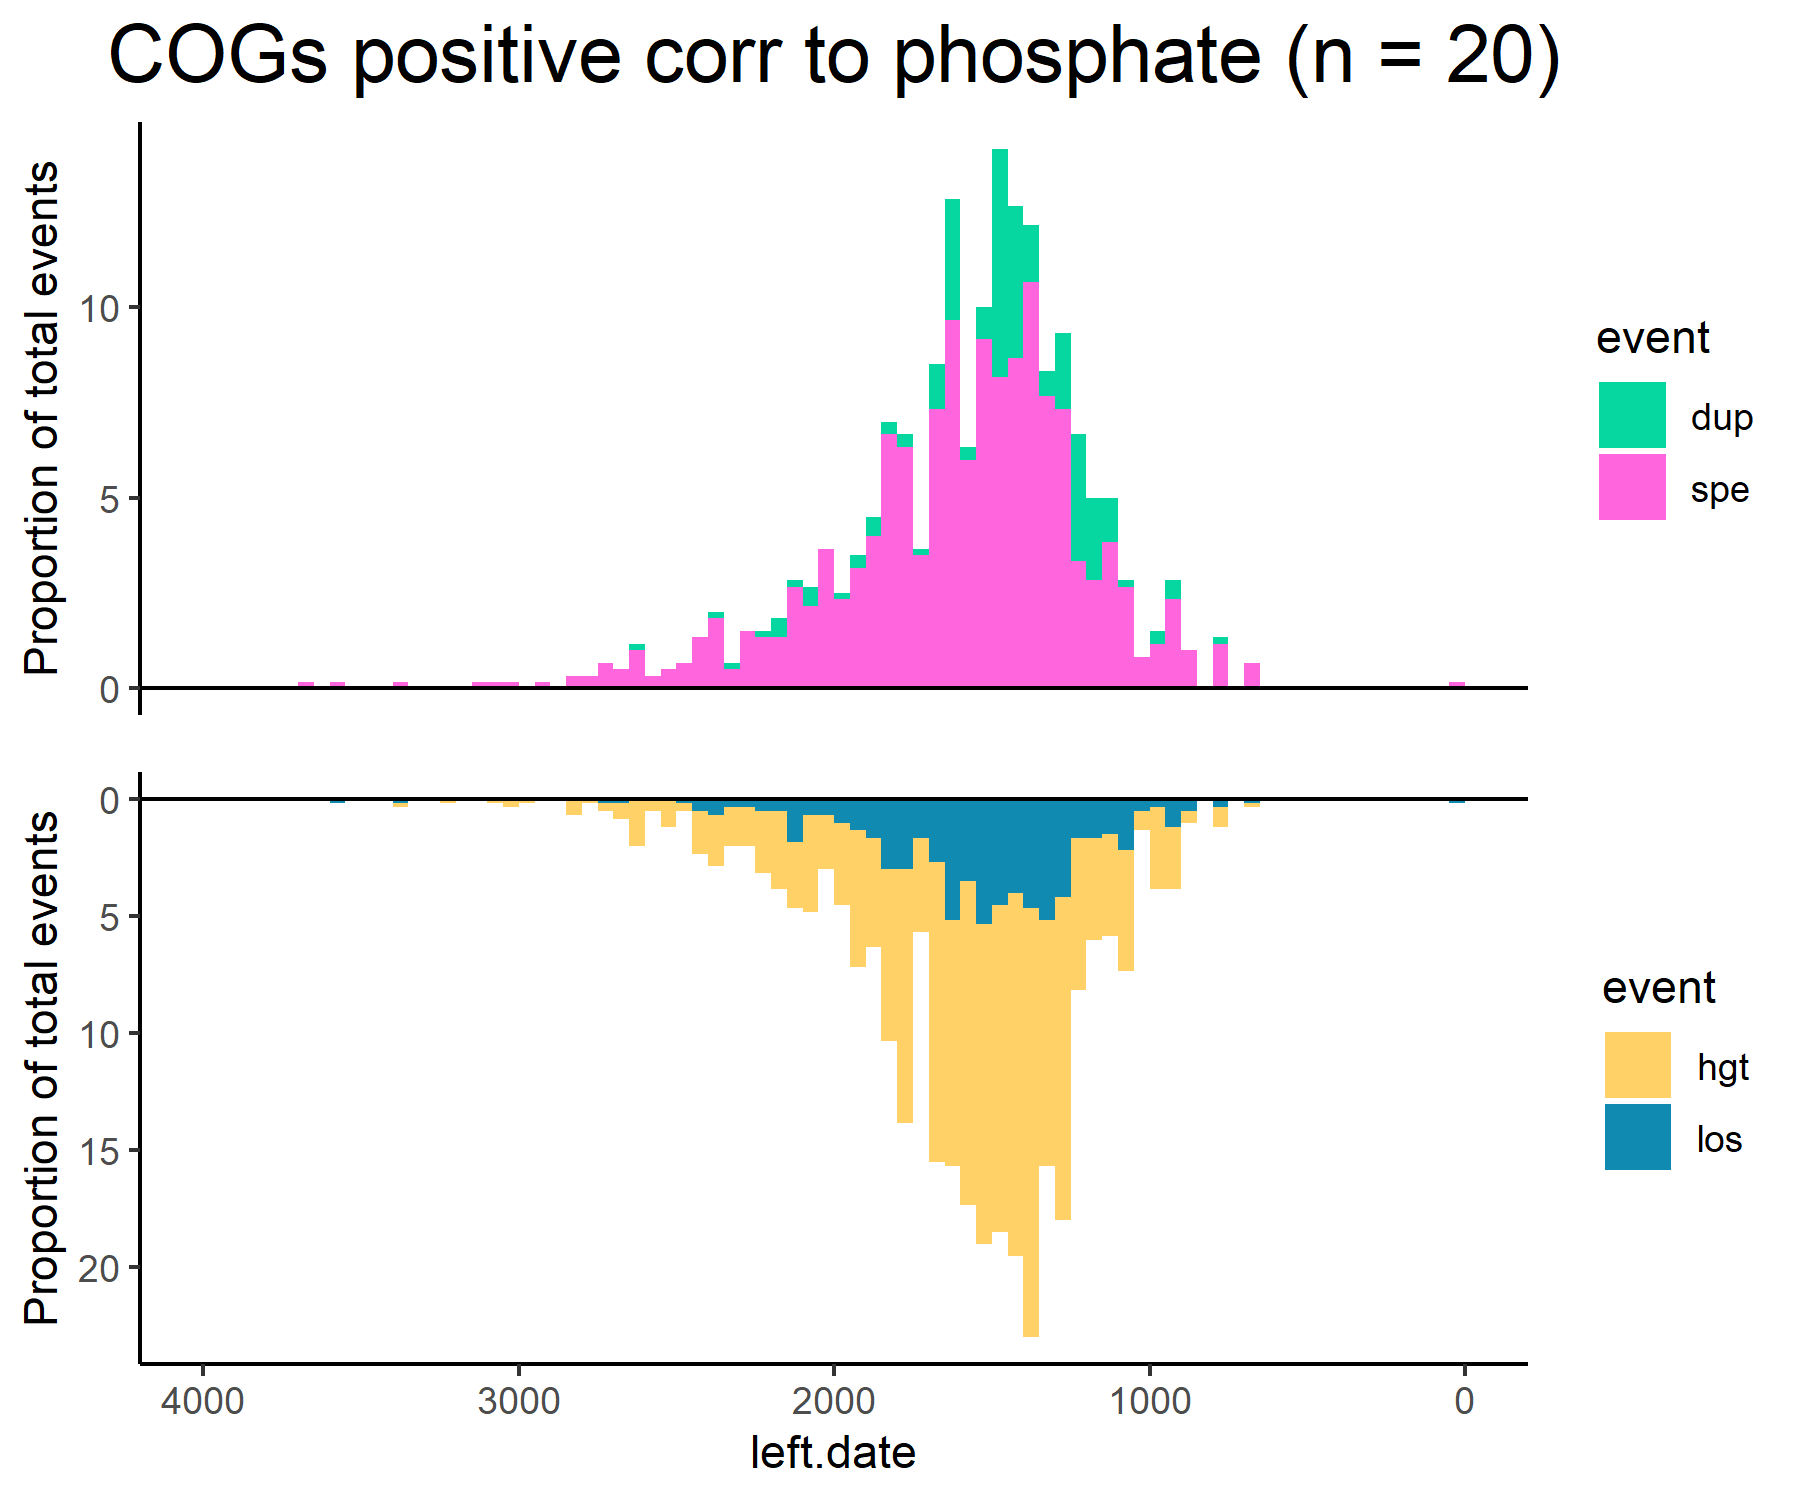 COGs positive corr to phosphate (n = 20)
Proportion of total events
10
5
0
event
dup
spe
Proportion of total events
0
5
10
15
20
event
hgt
los
4000 3000 2000 1000 0
left.date